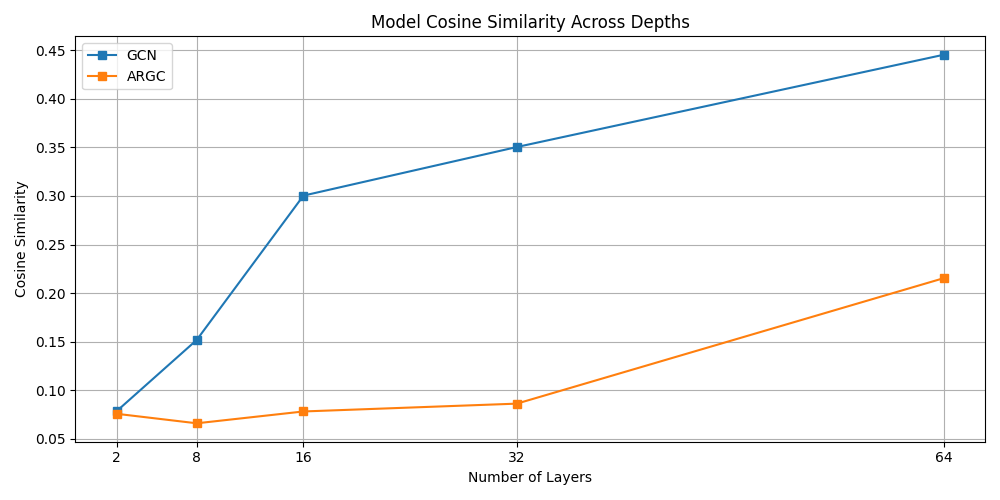 Model Cosine Similarity Across Depths
GCN
ARGC
Cosine Similarity
0.45
0.40
0.35
0.30
0.25
0.20
0.15
0.10
0.05
2 8 16 32 64
Number of Layers